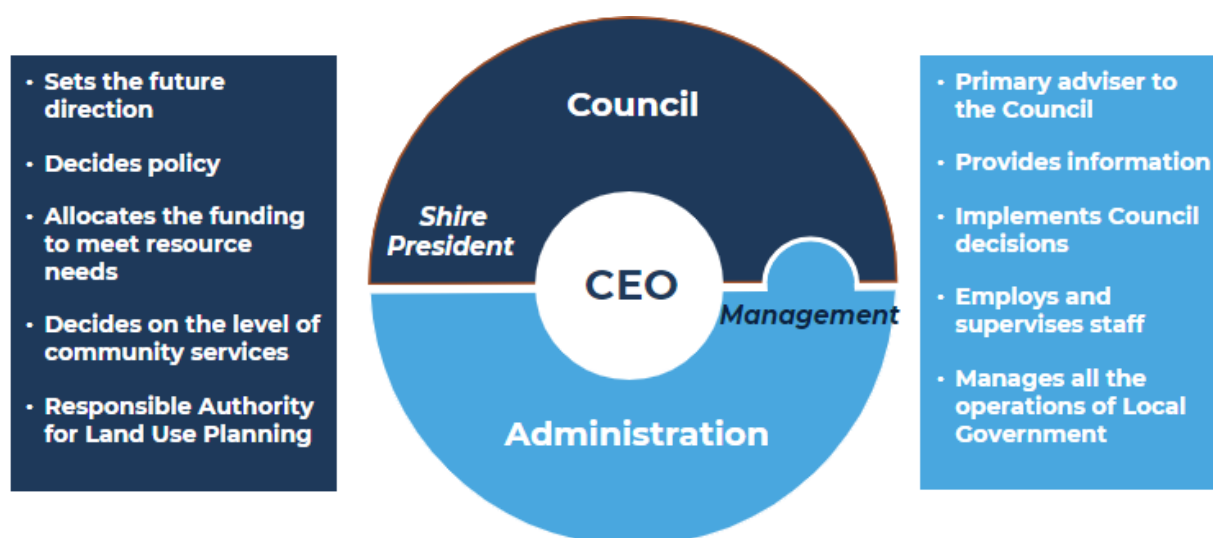 • Sets the future
direction
• Decides policy
• Allocates the funding
to meet resource
needs
• Decides on the level of
community services
• Responsible Authority
for Land Use Planning
Council
Shire
President
CEO
Management
Administration
• Primary adviser to
the Council
• Provides information
• Implements Council
decisions
• Employs and
supervises staff
• Manages all the
operations of Local
Government